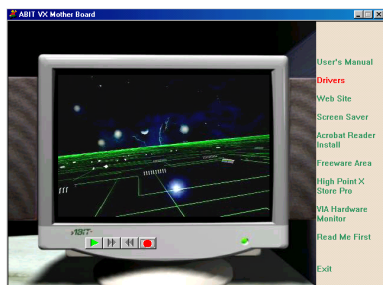 ABIT VX Mother Board
User's Manual
Drivers
Web Site
Screen Saver
Acrobat Reader
Install
Freeware Area
High Point X
Store Pro
VIA Hardware
Monitor
Read Me First
Exit
ABIT